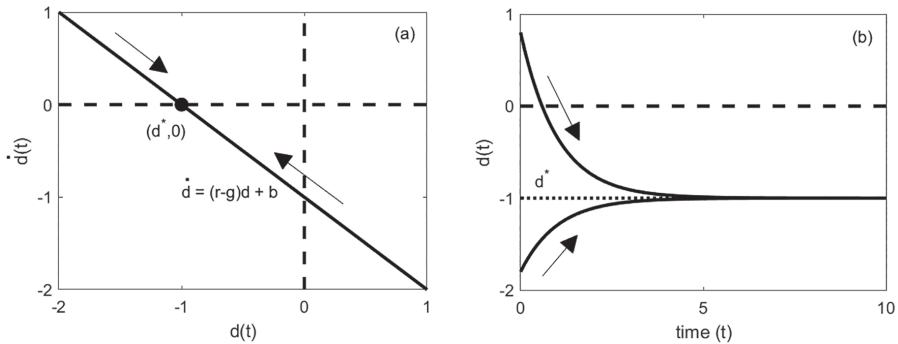 (a)
1
0
-1
-2
ḋ(t)
(d*,0)
ḋ = (r-g)d + b
-2
-1
0
1
d(t)
(b)
1
0
-1
-2
d(t)
d*
0
5
10
time (t)